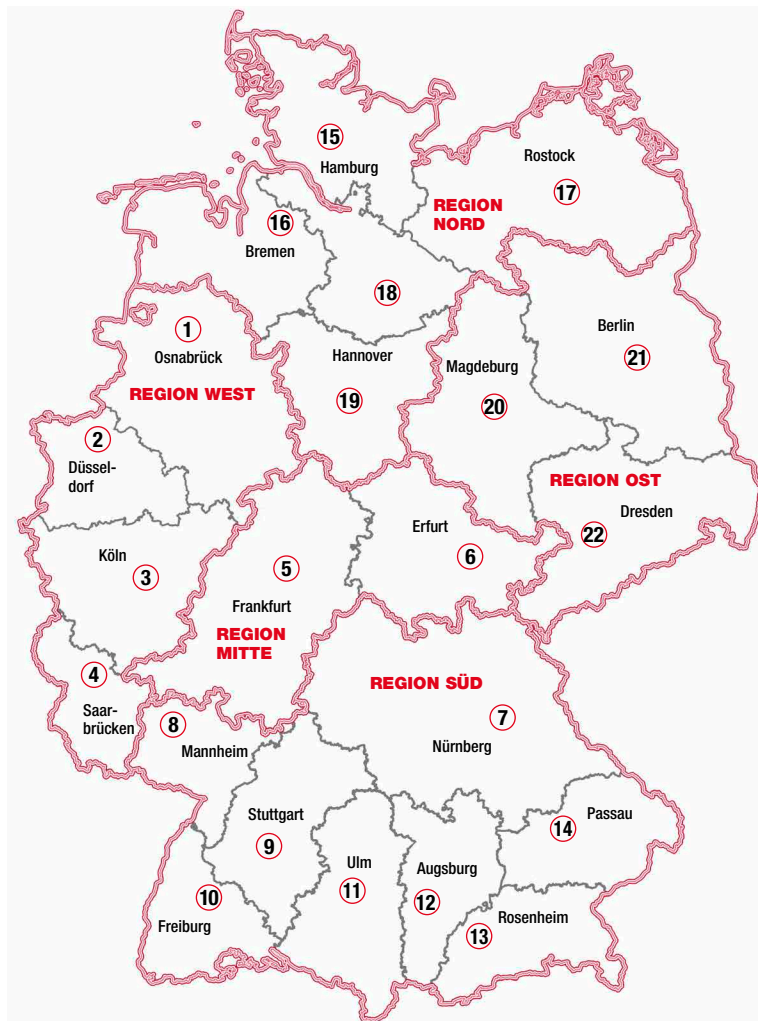 15
Hamburg
Rostock
17
REGION
NORD
16
Bremen
18
1
Osnabrück
Hannover
Berlin
21
Magdeburg
REGION WEST
19
20
2
Düssel-
dorf
REGION OST
Dresden
22
Erfurt
6
Köln
3
5
Frankfurt
REGION
MITTE
4
Saar-
brücken
REGION SÜD
7
Nürnberg
8
Mannheim
Stuttgart
9
Passau
14
Ulm
11
Augsburg
12
10
Freiburg
Rosenheim
13